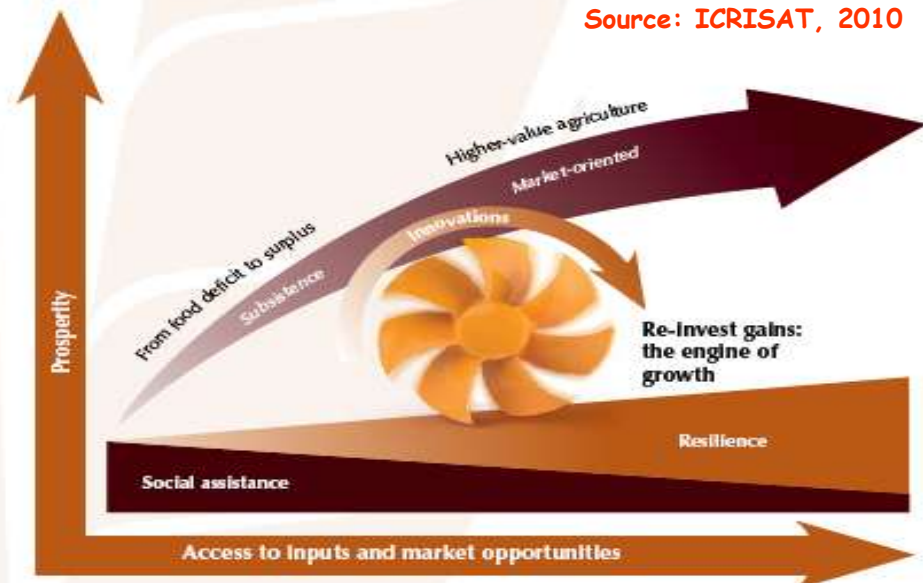 Source: ICRISAT, 2010
Higher-value agriculture
Market-oriented
Innovations
From food deficit to surplus
Subsistence
Prosperity
Re-invest gains:
the engine of
growth
Resilience
Social assistance
Access to inputs and market opportunities